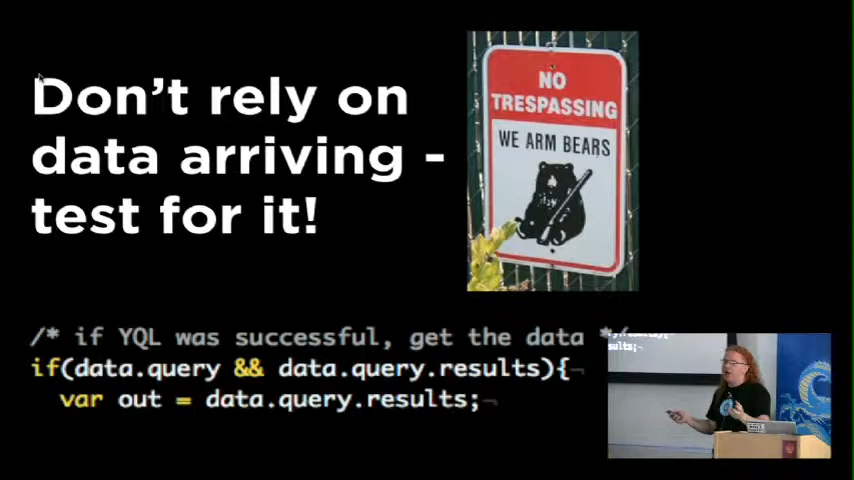 Don't rely on
data arriving -
test for it!
NO
TRESPASSING
WE ARM BEARS
/* if YQL was successful, get the data */
if(data.query && data.query.results){¬
var out = data.query.results;¬
sults;¬